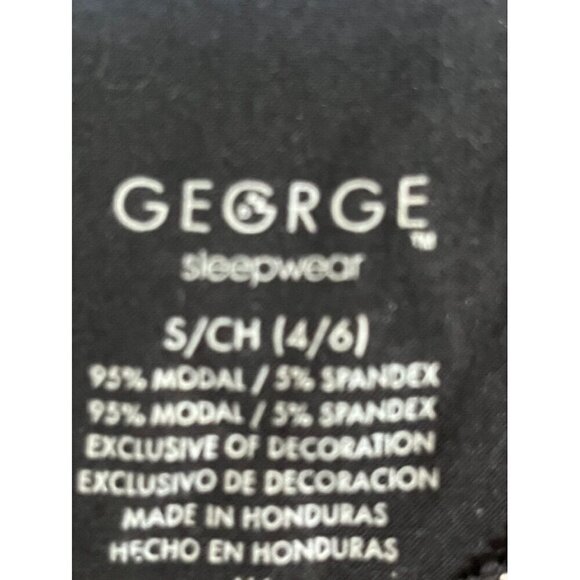 GEORGE
TM
sleepwear
S/CH (4/6)
95% MODAL / 5% SPANDEX
95% MODAL / 5% SPANDEX
EXCLUSIVE OF DECORATION
EXCLUSIVO DE DECORACION
MADE IN HONDURAS
HECHO EN HONDURAS